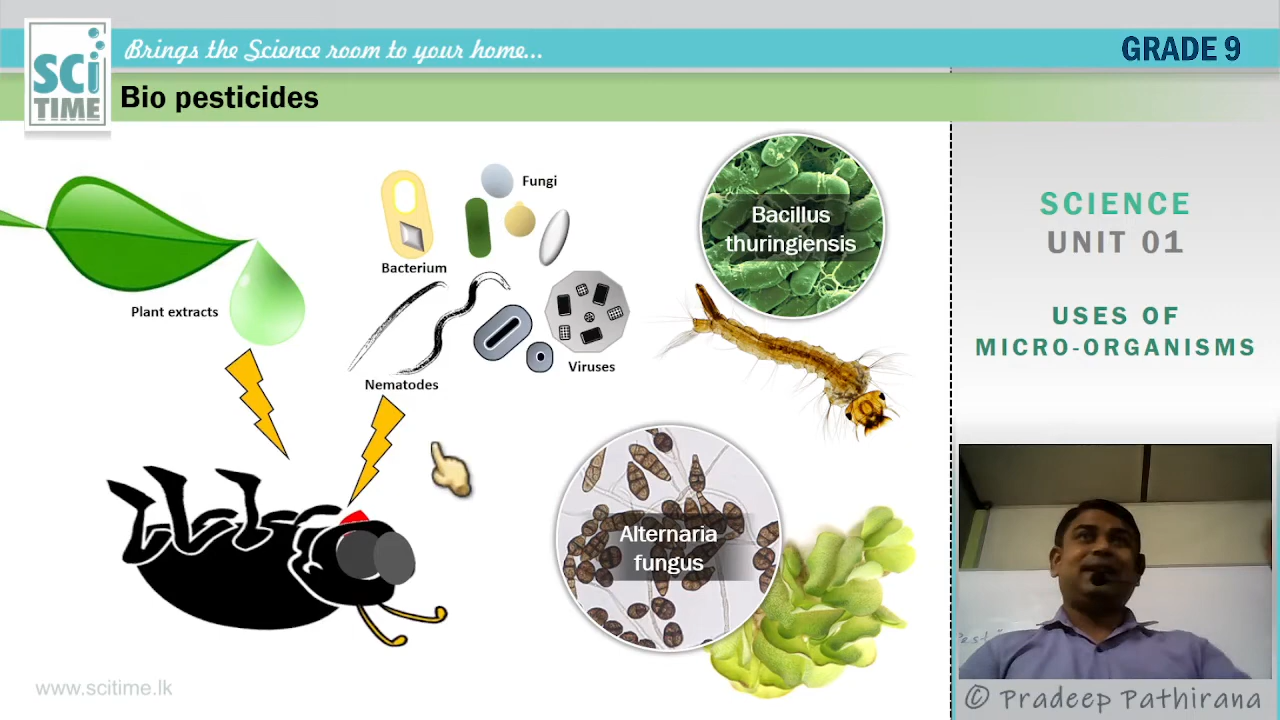 SCi
TIME
Brings the Science room to your home...
GRADE 9
Bio pesticides
Fungi
Bacterium
Plant extracts
Nematodes
Viruses
Bacillus
thuringiensis
Alternaria
fungus
SCIENCE
UNIT 01
USES OF
MICRO-ORGANISMS
www.scitime.lk
© Pradeep Pathirana